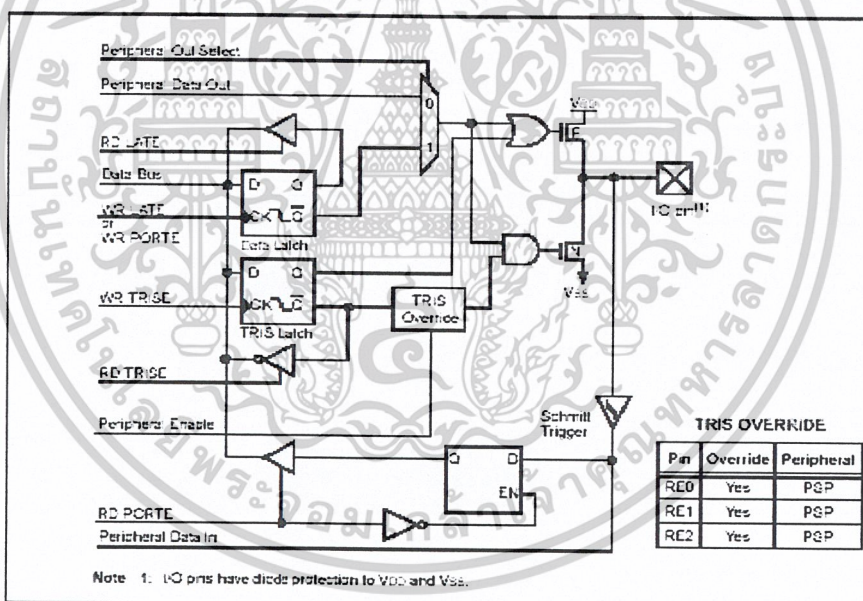 Peripheral Out Select
Peripheral Data Out
0
VDD
P
RD LATE
1
Data Bus
D Q
WR LATE
or
WR PORTE
CK Q
Data Latch
I/O pin(1)
D Q
N
WR TRISE
CK Q
TRIS Latch
TRIS
Override
VSS
RD TRISE
Peripheral Enable
Schmitt
Trigger
TRIS OVERRIDE
Pin Override Peripheral
RE0 Yes PSP
RE1 Yes PSP
RE2 Yes PSP
Q D
EN
RD PORTE
Peripheral Data In
Note 1: I/O pins have diode protection to VDD and VSS.